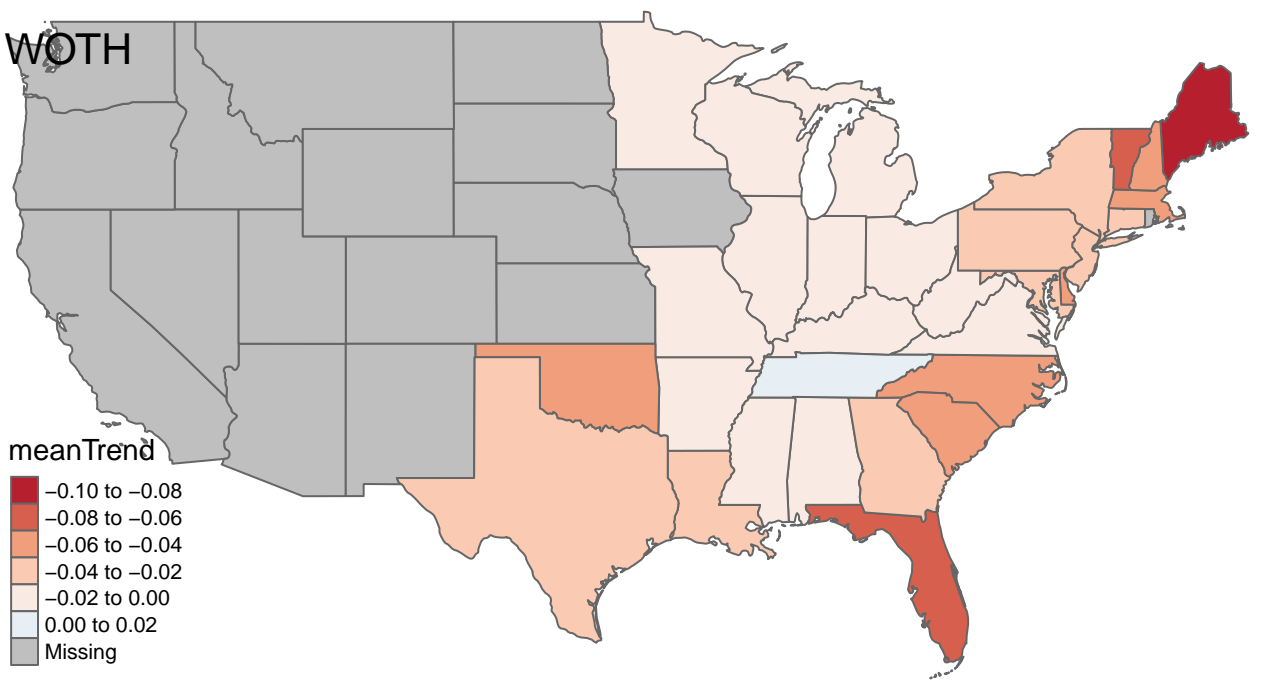 WOTH
meanTrend
−0.10 to −0.08
−0.08 to −0.06
−0.06 to −0.04
−0.04 to −0.02
−0.02 to 0.00
0.00 to 0.02
Missing